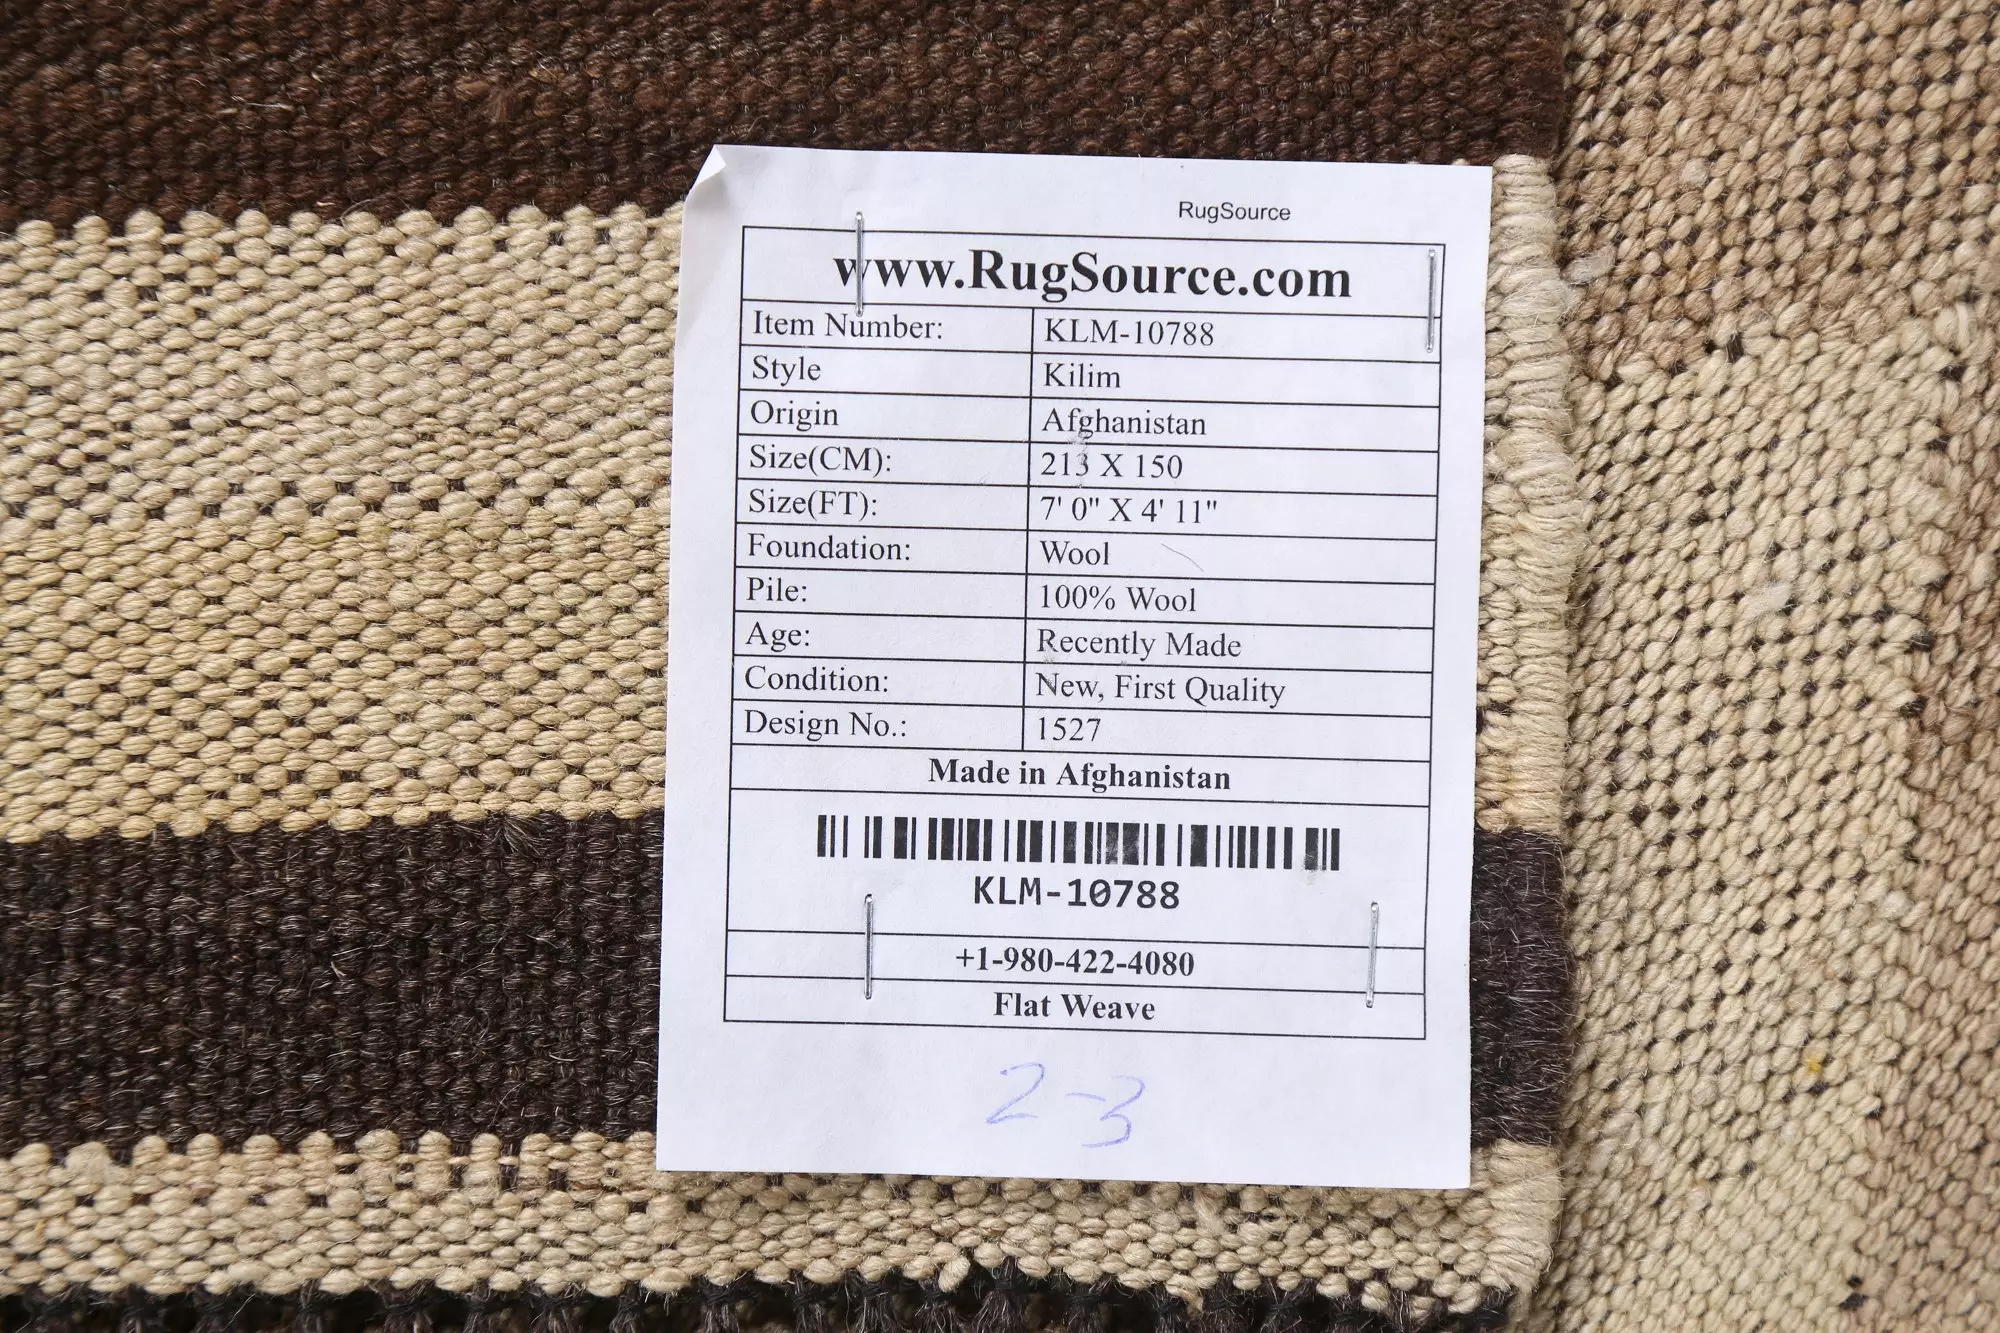 RugSource
www.RugSource.com
Item Number: KLM-10788
Style Kilim
Origin Afghanistan
Size(CM): 213 X 150
Size(FT): 7' 0" X 4' 11"
Foundation: Wool
Pile: 100% Wool
Age: Recently Made
Condition: New, First Quality
Design No.: 1527
Made in Afghanistan
KLM-10788
+1-980-422-4080
Flat Weave
2-3